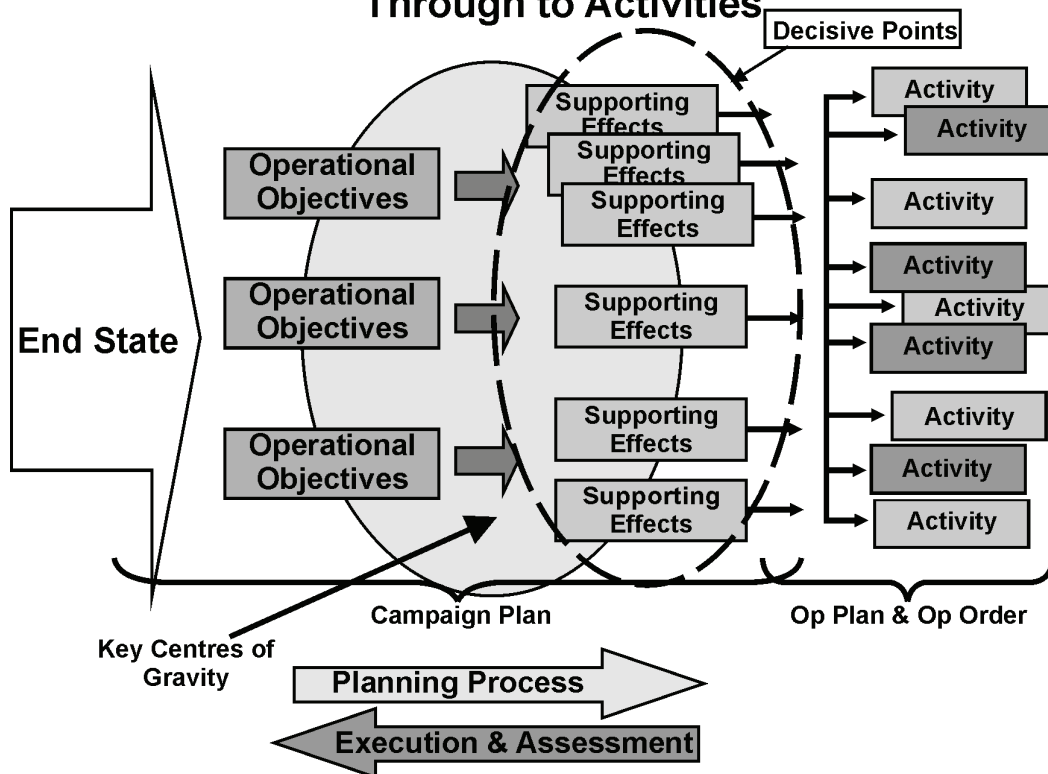 Through to Activities
Decisive Points
Supporting
Effects
Supporting
Effects
Supporting
Effects
Operational
Objectives
Operational
Objectives
Operational
Objectives
Supporting
Effects
Supporting
Effects
Supporting
Effects
End State
Activity
Activity
Activity
Activity
Activity
Activity
Activity
Activity
Activity
Campaign Plan
Op Plan & Op Order
Key Centres of
Gravity
Planning Process
Execution & Assessment